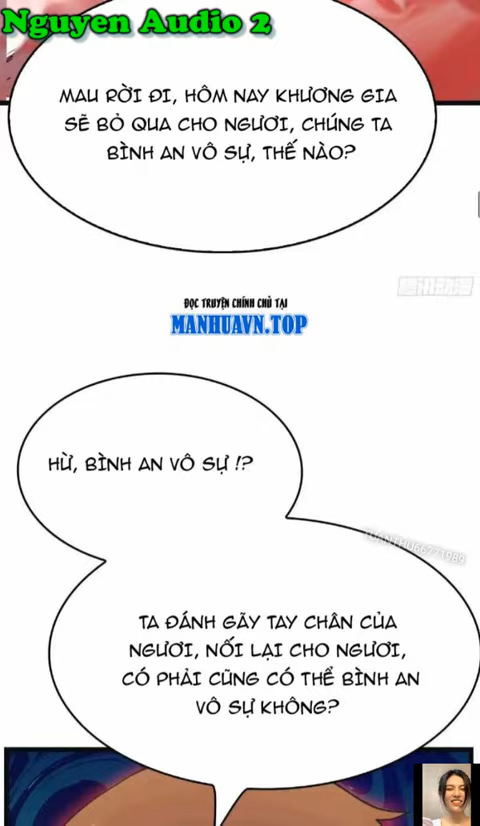 Nguyen Audio 2
MAU RỜI ĐI, HÔM NAY KHƯƠNG GIA
SẼ BỎ QUA CHO NGƯƠI, CHÚNG TA
BÌNH AN VÔ SỰ, THẾ NÀO?
ĐỌC TRUYỆN CHÍNH CHỦ TẠI
MANHUAVN.TOP
HỪ, BÌNH AN VÔ SỰ !?
TUANTHU66771989
TA ĐÁNH GÃY TAY CHÂN CỦA
NGƯƠI, NỐI LẠI CHO NGƯƠI,
CÓ PHẢI CŨNG CÓ THỂ BÌNH AN
VÔ SỰ KHÔNG?